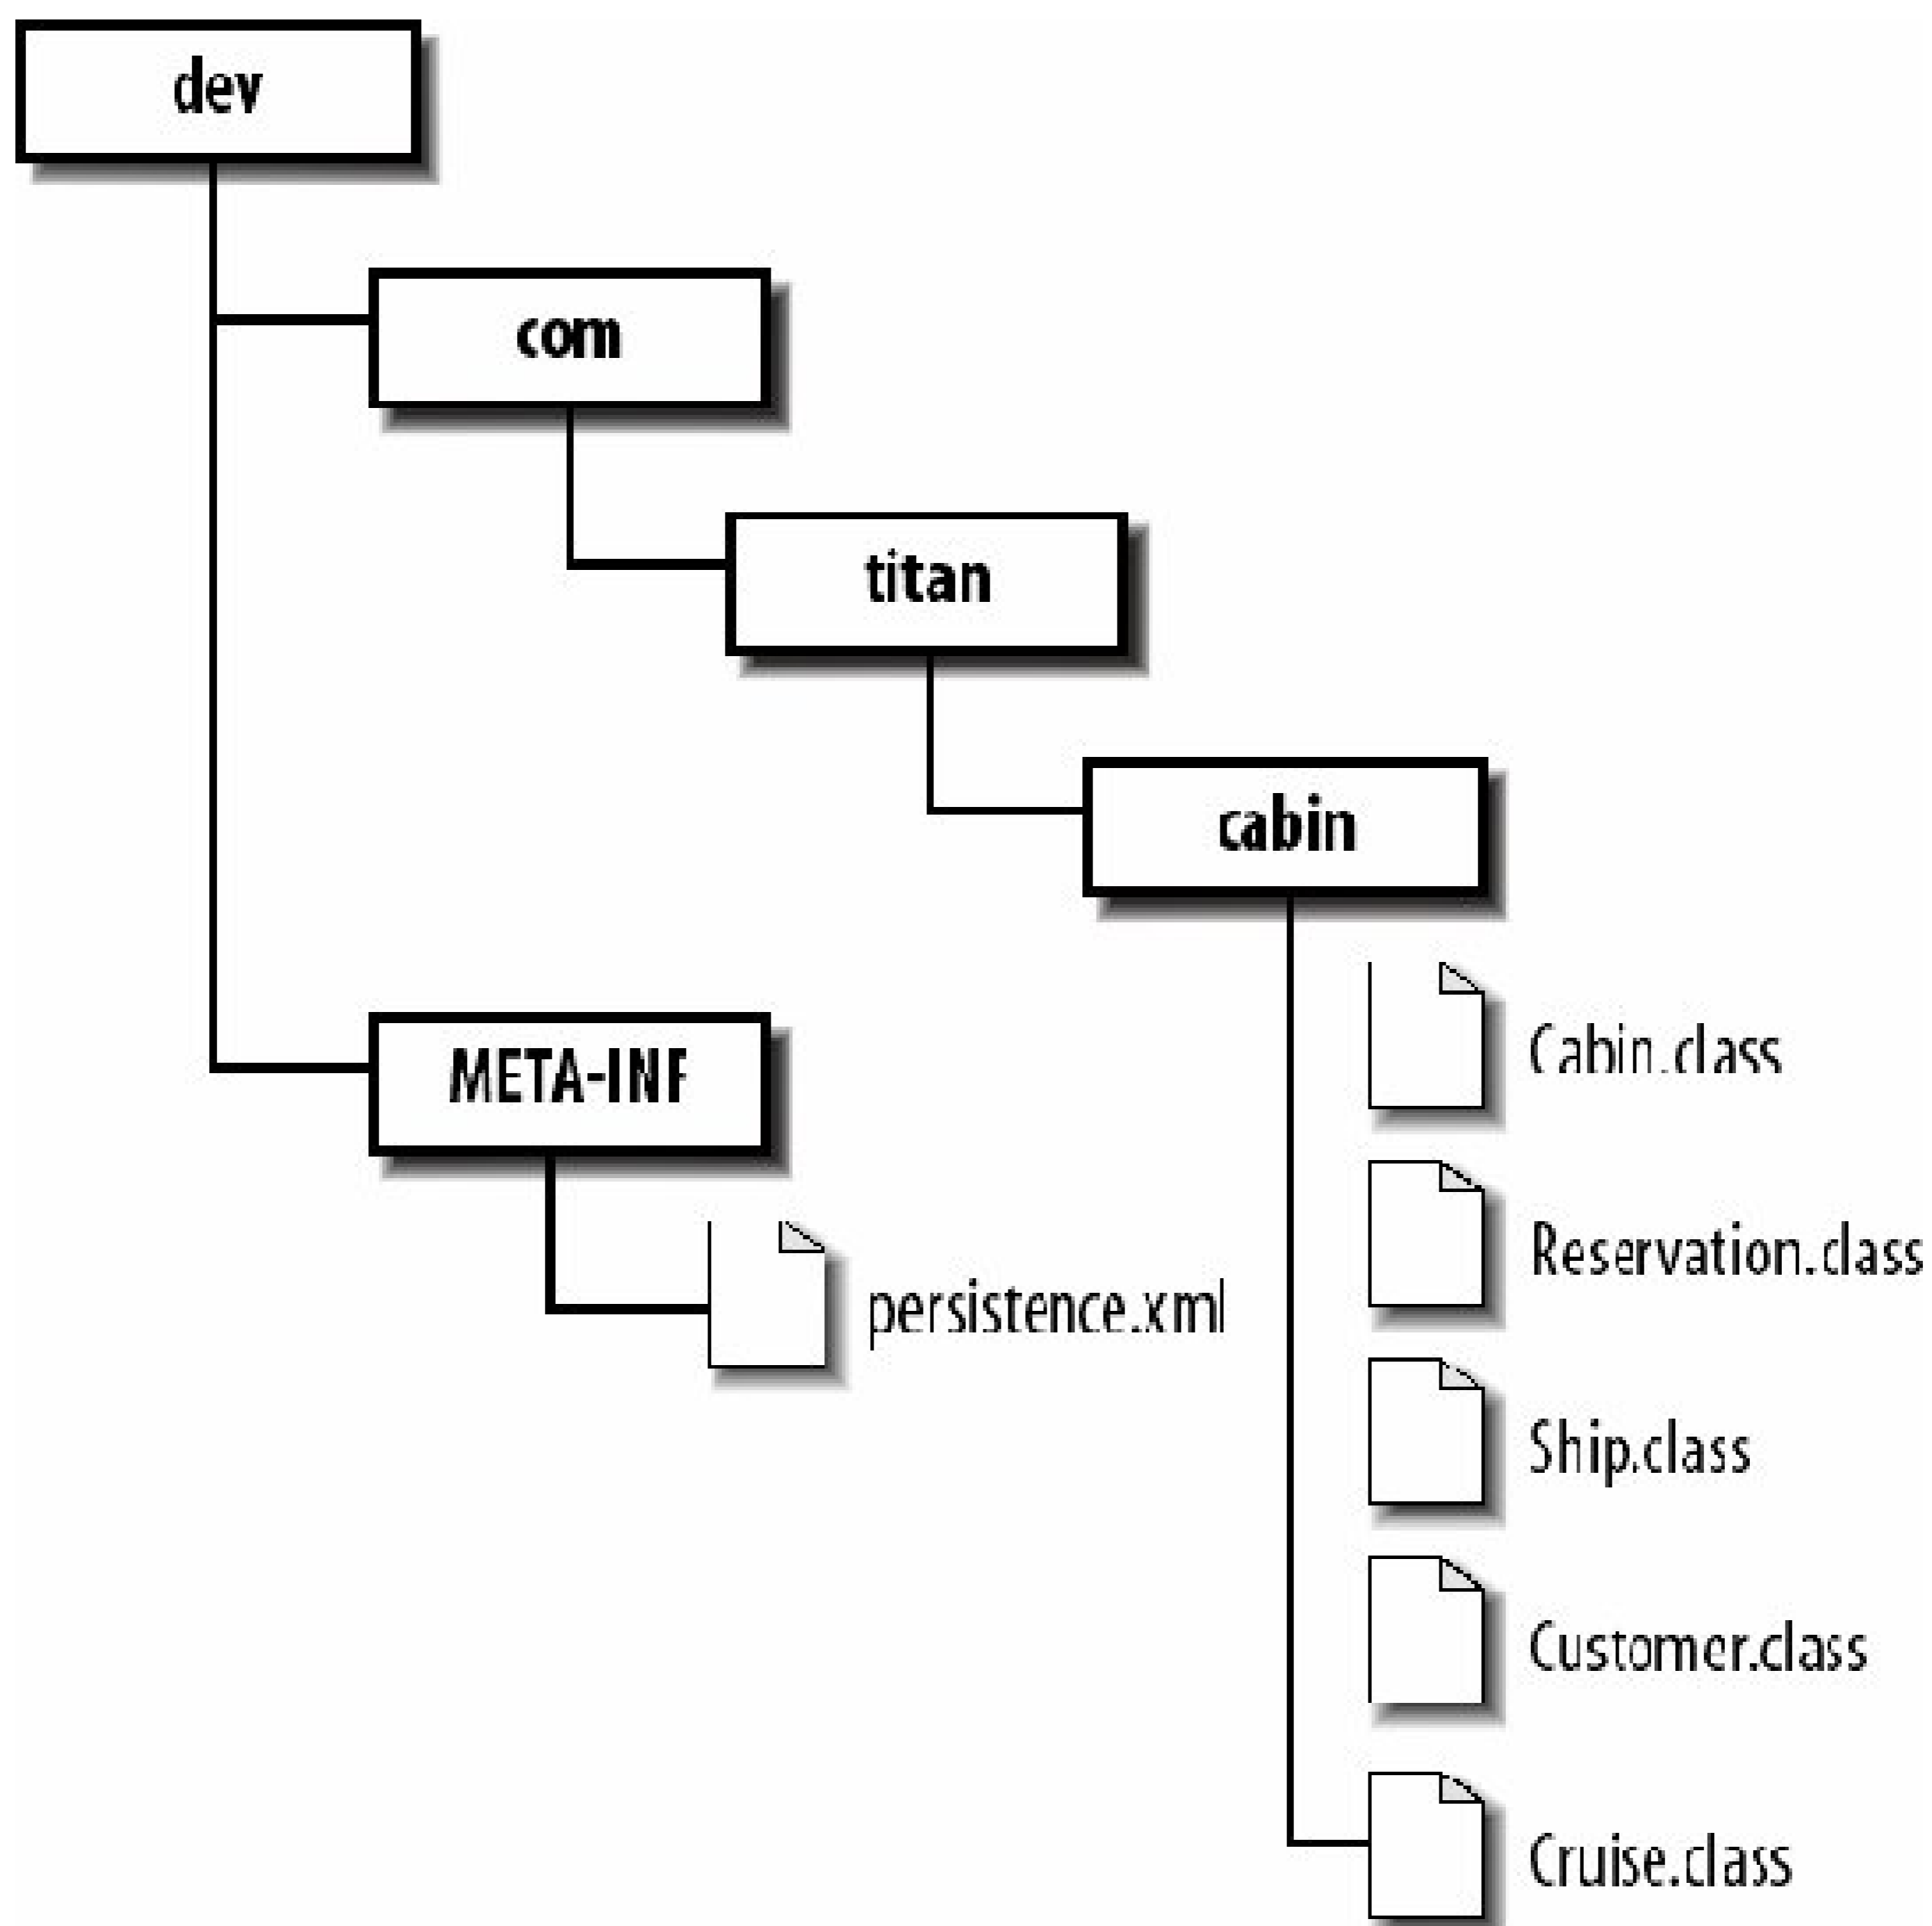 dev
com
titan
cabin
Cabin.class
META-INF
Reservation.class
persistence.xml
Ship.class
Customer.class
Cruise.class